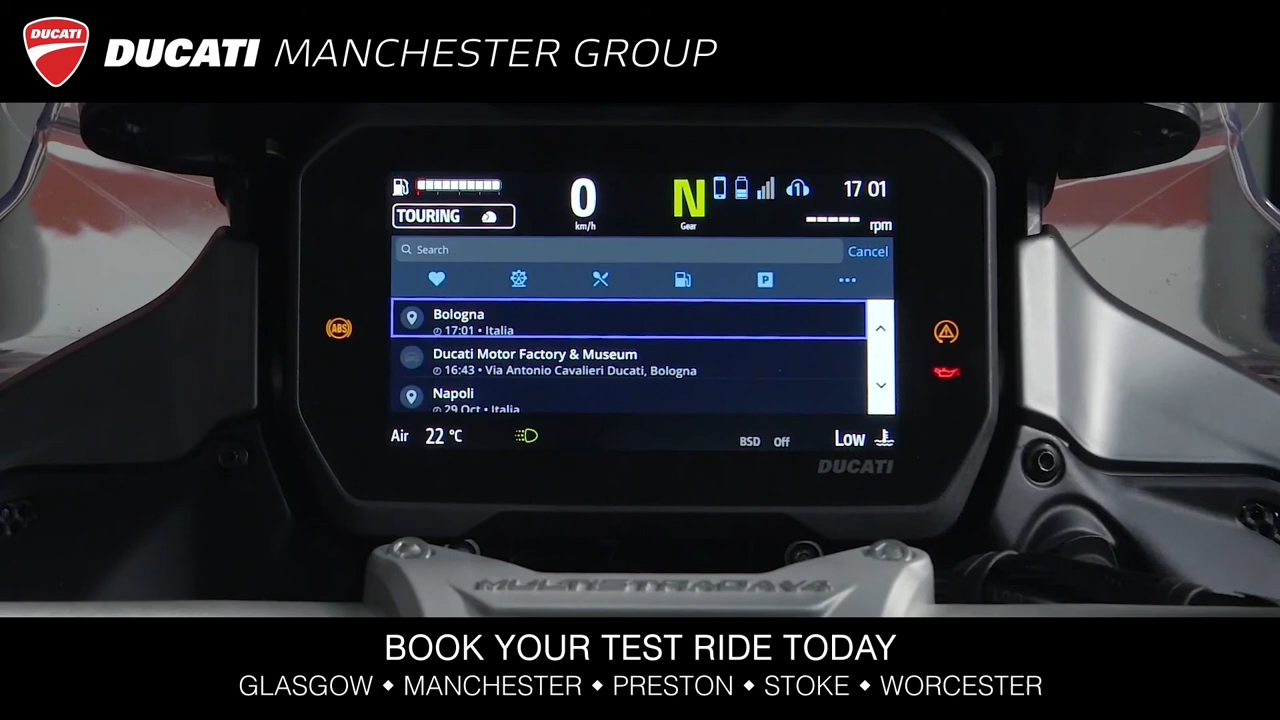 DUCATI
DUCATI MANCHESTER GROUP
0
km/h
N
Gear
1
17 01
rpm
TOURING
Search
Cancel
P
Bologna
17:01 • Italia
Ducati Motor Factory & Museum
16:43 • Via Antonio Cavalieri Ducati, Bologna
Napoli
29 Oct • Italia
ABS
Air 22 °C
BSD Off
Low
DUCATI
MULTISTRADA V4
BOOK YOUR TEST RIDE TODAY
GLASGOW ◆ MANCHESTER ◆ PRESTON ◆ STOKE ◆ WORCESTER